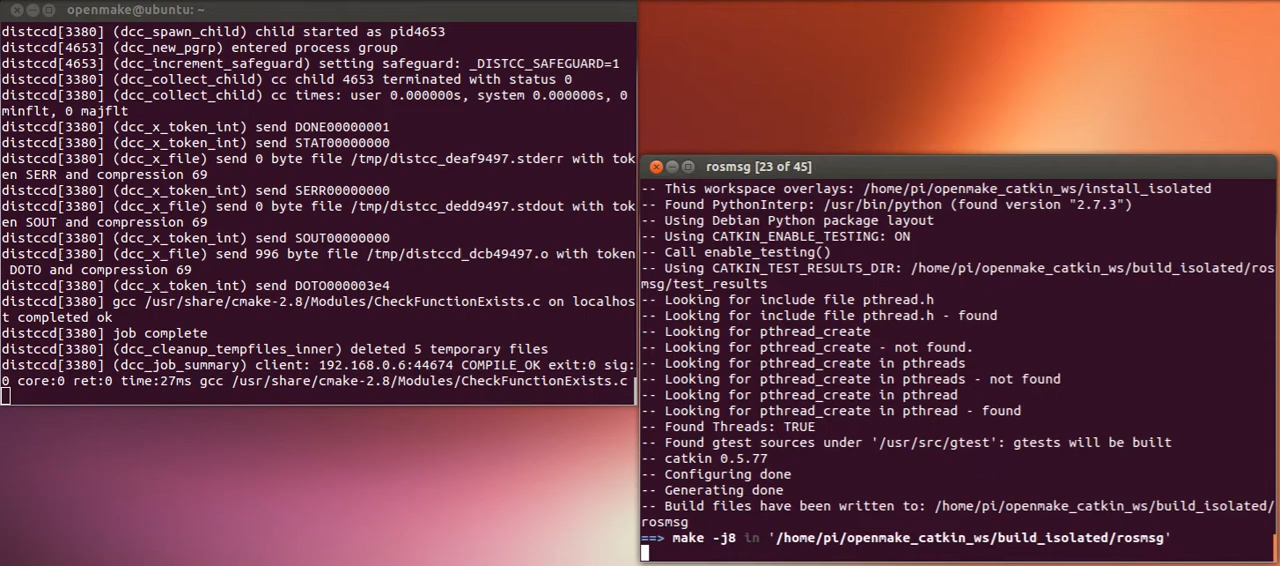 openmake@ubuntu: ~
distccd[3380] (dcc_spawn_child) child started as pid4653
distccd[4653] (dcc_new_pgrp) entered process group
distccd[4653] (dcc_increment_safeguard) setting safeguard: _DISTCC_SAFEGUARD=1
distccd[3380] (dcc_collect_child) cc child 4653 terminated with status 0
distccd[3380] (dcc_collect_child) cc times: user 0.000000s, system 0.000000s, 0
minflt, 0 majflt
distccd[3380] (dcc_x_token_int) send DONE00000001
distccd[3380] (dcc_x_token_int) send STAT00000000
distccd[3380] (dcc_x_file) send 0 byte file /tmp/distcc_deaf9497.stderr with tok
en SERR and compression 69
distccd[3380] (dcc_x_token_int) send SERR00000000
distccd[3380] (dcc_x_file) send 0 byte file /tmp/distcc_dedd9497.stdout with tok
en SOUT and compression 69
distccd[3380] (dcc_x_token_int) send SOUT00000000
distccd[3380] (dcc_x_file) send 996 byte file /tmp/distccd_dcb49497.o with token
DOTO and compression 69
distccd[3380] (dcc_x_token_int) send DOTO000003e4
distccd[3380] gcc /usr/share/cmake-2.8/Modules/CheckFunctionExists.c on localhos
t completed ok
distccd[3380] job complete
distccd[3380] (dcc_cleanup_tempfiles_inner) deleted 5 temporary files
distccd[3380] (dcc_job_summary) client: 192.168.0.6:44674 COMPILE_OK exit:0 sig:
0 core:0 ret:0 time:27ms gcc /usr/share/cmake-2.8/Modules/CheckFunctionExists.c
rosmsg [23 of 45]
-- This workspace overlays: /home/pi/openmake_catkin_ws/install_isolated
-- Found PythonInterp: /usr/bin/python (found version "2.7.3")
-- Using Debian Python package layout
-- Using CATKIN_ENABLE_TESTING: ON
-- Call enable_testing()
-- Using CATKIN_TEST_RESULTS_DIR: /home/pi/openmake_catkin_ws/build_isolated/ros
msg/test_results
-- Looking for include file pthread.h
-- Looking for include file pthread.h - found
-- Looking for pthread_create
-- Looking for pthread_create - not found.
-- Looking for pthread_create in pthreads
-- Looking for pthread_create in pthreads - not found
-- Looking for pthread_create in pthread
-- Looking for pthread_create in pthread - found
-- Found Threads: TRUE
-- Found gtest sources under '/usr/src/gtest': gtests will be built
-- catkin 0.5.77
-- Configuring done
-- Generating done
-- Build files have been written to: /home/pi/openmake_catkin_ws/build_isolated/
rosmsg
==> make -j8 in '/home/pi/openmake_catkin_ws/build_isolated/rosmsg'